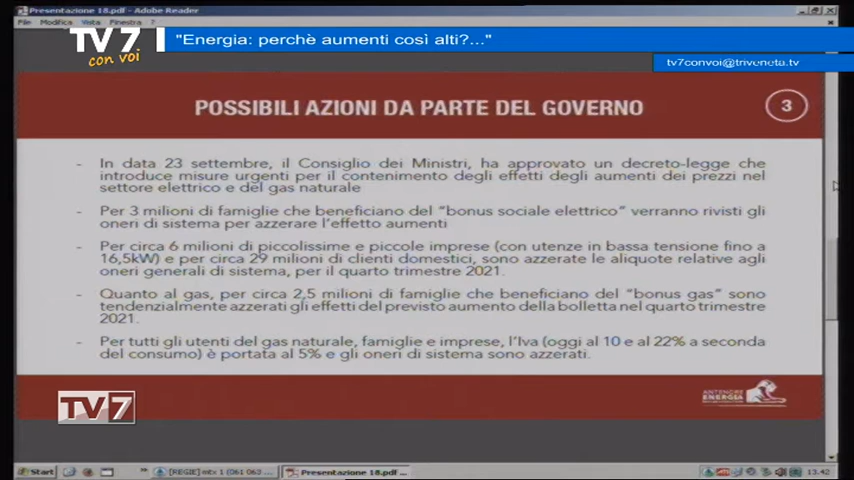 Presentazione 18.pdf - Adobe Reader
File Modifica Vista Finestra ?
TV7
con voi
"Energia: perchè aumenti così alti?..."
tv7convoi@triveneta.tv
POSSIBILI AZIONI DA PARTE DEL GOVERNO
3
- In data 23 settembre, il Consiglio dei Ministri, ha approvato un decreto-legge che
introduce misure urgenti per il contenimento degli effetti degli aumenti dei prezzi nel
settore elettrico e del gas naturale
- Per 3 milioni di famiglie che beneficiano del "bonus sociale elettrico" verranno rivisti gli
oneri di sistema per azzerare l'effetto aumenti
- Per circa 6 milioni di piccolissime e piccole imprese (con utenze in bassa tensione fino a
16,5kW) e per circa 29 milioni di clienti domestici, sono azzerate le aliquote relative agli
oneri generali di sistema, per il quarto trimestre 2021.
- Quanto al gas, per circa 2,5 milioni di famiglie che beneficiano del "bonus gas" sono
tendenzialmente azzerati gli effetti del previsto aumento della bolletta nel quarto trimestre
2021.
- Per tutti gli utenti del gas naturale, famiglie e imprese, l'Iva (oggi al 10 e al 22% a seconda
del consumo) è portata al 5% e gli oneri di sistema sono azzerati.
TV7
ANTENORE
ENERGIA
Start
[REGIE] mtx 1 (061 063 ...
Presentazione 18.pdf ...
13.42